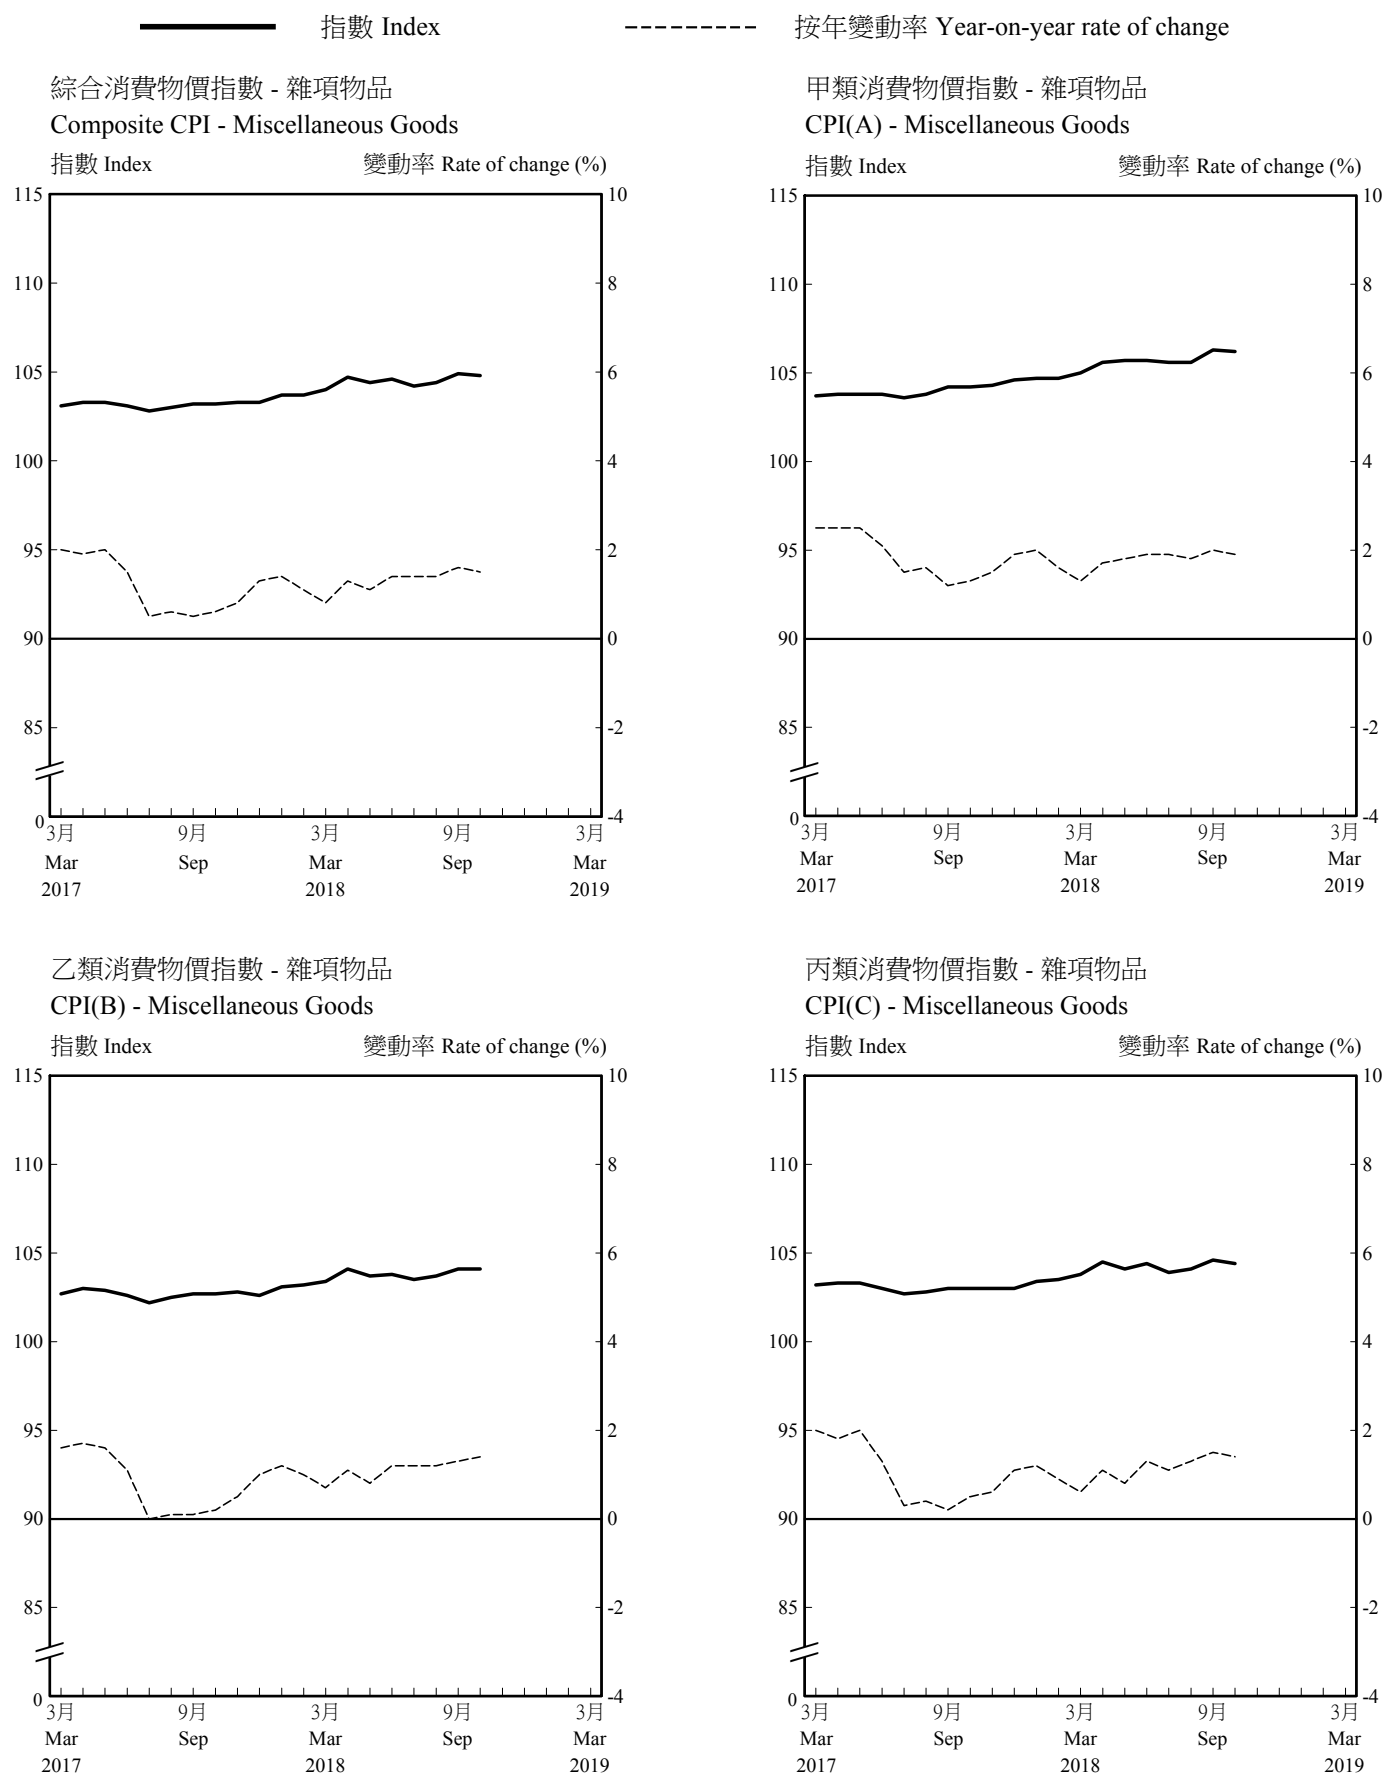 指數 Index
按年變動率 Year-on-year rate of change
綜合消費物價指數 - 雜項物品
Composite CPI - Miscellaneous Goods
指數 Index
變動率 Rate of change (%)
115
110
105
100
95
90
85
0
10
8
6
4
2
0
-2
-4
3月
9月
3月
9月
3月
Mar
Sep
Mar
Sep
Mar
2017
2018
2019
甲類消費物價指數 - 雜項物品
CPI(A) - Miscellaneous Goods
指數 Index
變動率 Rate of change (%)
115
110
105
100
95
90
85
0
10
8
6
4
2
0
-2
-4
3月
9月
3月
9月
3月
Mar
Sep
Mar
Sep
Mar
2017
2018
2019
乙類消費物價指數 - 雜項物品
CPI(B) - Miscellaneous Goods
指數 Index
變動率 Rate of change (%)
115
110
105
100
95
90
85
0
10
8
6
4
2
0
-2
-4
3月
9月
3月
9月
3月
Mar
Sep
Mar
Sep
Mar
2017
2018
2019
丙類消費物價指數 - 雜項物品
CPI(C) - Miscellaneous Goods
指數 Index
變動率 Rate of change (%)
115
110
105
100
95
90
85
0
10
8
6
4
2
0
-2
-4
3月
9月
3月
9月
3月
Mar
Sep
Mar
Sep
Mar
2017
2018
2019